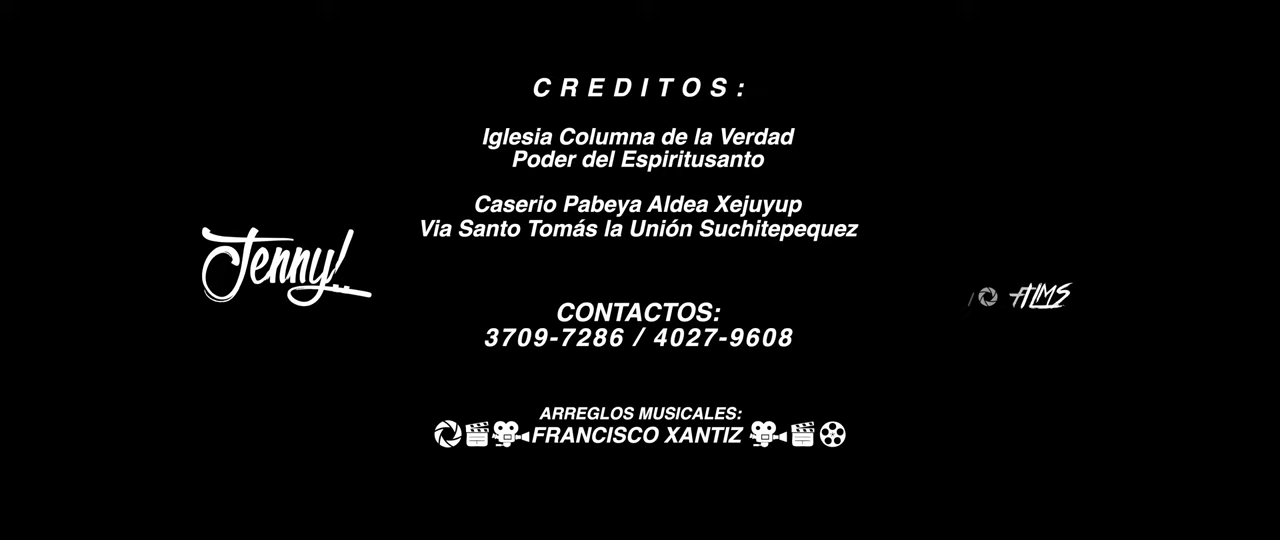 CREDITOS:
Iglesia Columna de la Verdad
Poder del Espiritusanto
Caserio Pabeya Aldea Xejuyup
Via Santo Tomás la Unión Suchitepequez
Jenny
CONTACTOS:
3709-7286 / 4027-9608
FILMS
ARREGLOS MUSICALES:
FRANCISCO XANTIZ